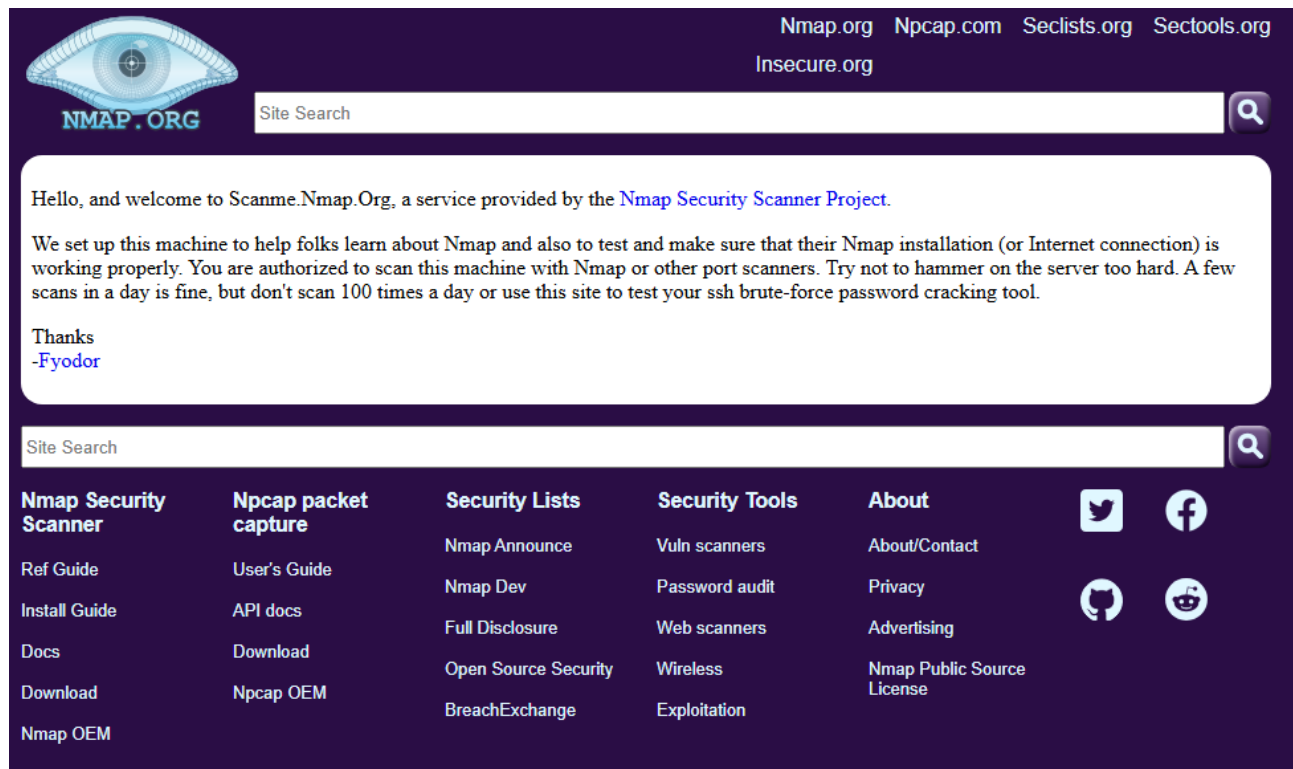 Nmap.org Npcap.com Seclists.org Sectools.org
Insecure.org
NMAP.ORG
Site Search
Hello, and welcome to Scanme.Nmap.Org, a service provided by the Nmap Security Scanner Project.
We set up this machine to help folks learn about Nmap and also to test and make sure that their Nmap installation (or Internet connection) is
working properly. You are authorized to scan this machine with Nmap or other port scanners. Try not to hammer on the server too hard. A few
scans in a day is fine, but don't scan 100 times a day or use this site to test your ssh brute-force password cracking tool.
Thanks
-Fyodor
Site Search
Nmap Security
Scanner
Ref Guide
Install Guide
Docs
Download
Nmap OEM
Npcap packet
capture
User's Guide
API docs
Download
Npcap OEM
Security Lists
Nmap Announce
Nmap Dev
Full Disclosure
Open Source Security
BreachExchange
Security Tools
Vuln scanners
Password audit
Web scanners
Wireless
Exploitation
About
About/Contact
Privacy
Advertising
Nmap Public Source
License